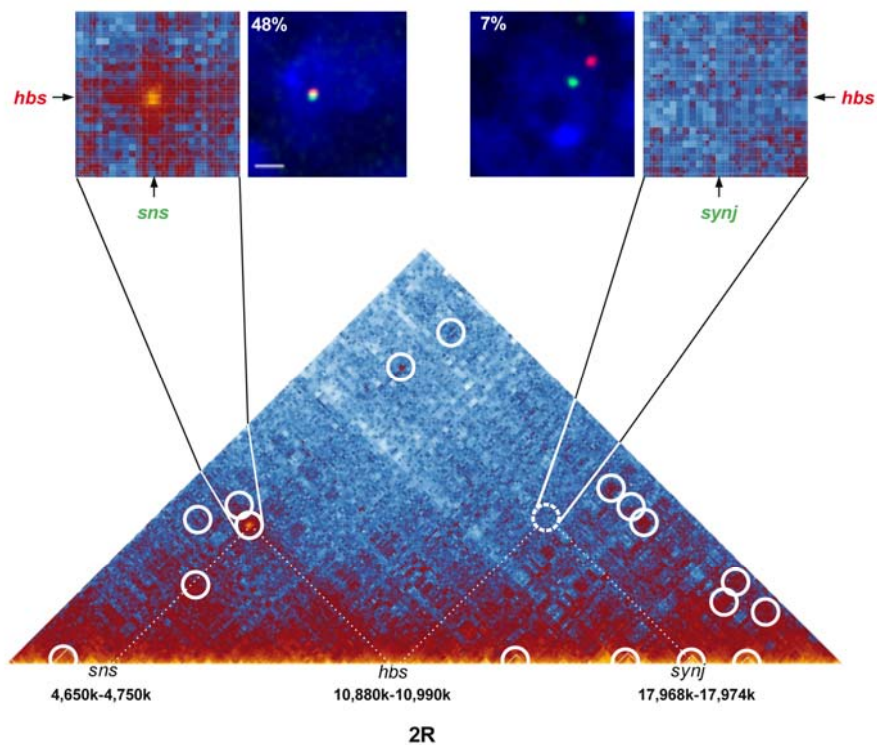 48%
7%
hbs
hbs
sns
synj
sns
hbs
synj
4,650k-4,750k
10,880k-10,990k
17,968k-17,974k
2R